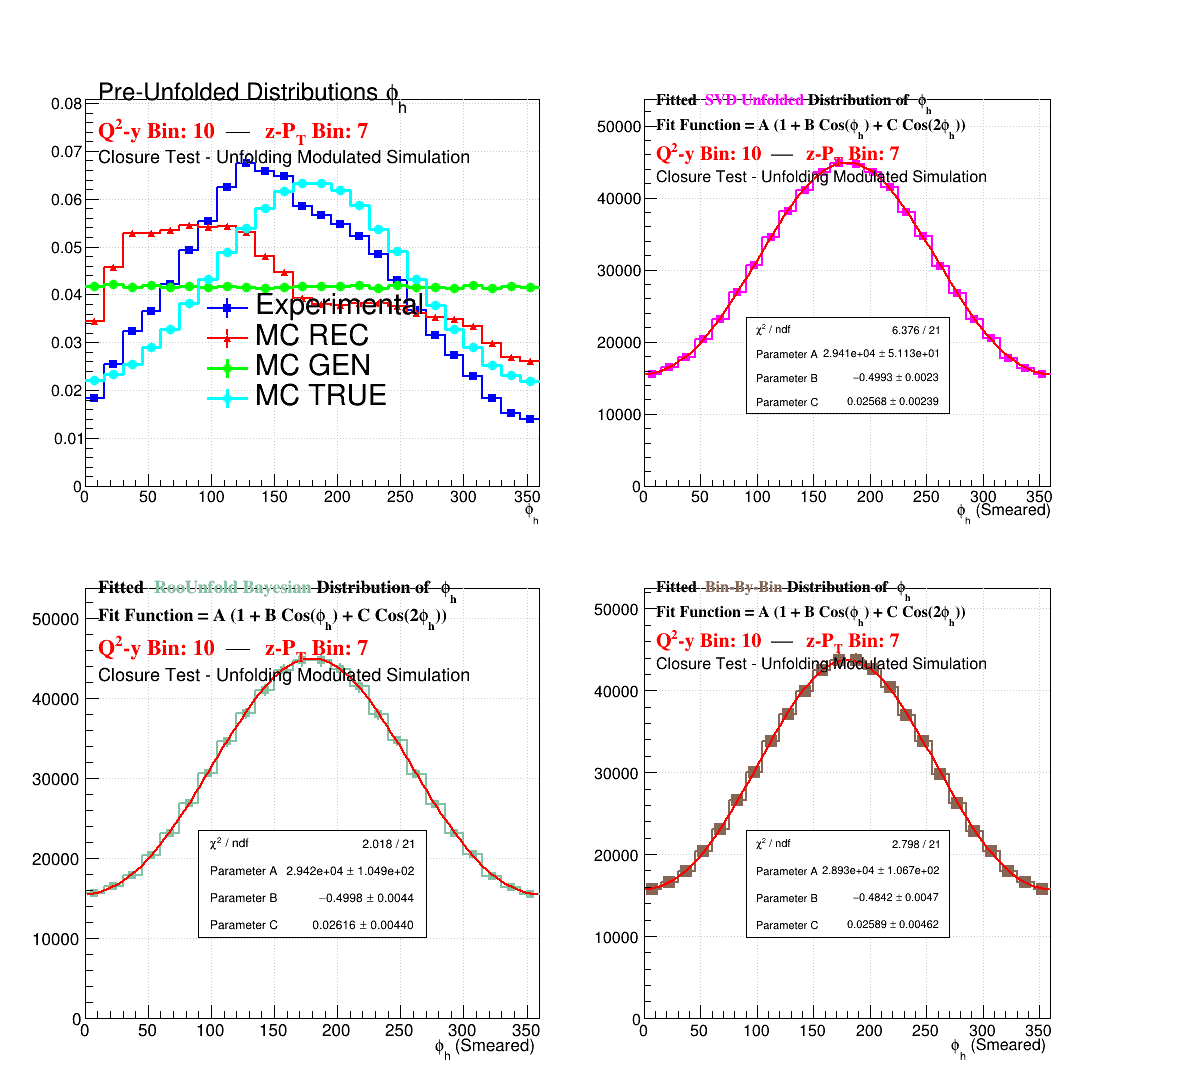 Pre-Unfolded Distributions ϕh
Q2-y Bin: 10 — z-PT Bin: 7
Closure Test - Unfolding Modulated Simulation
0.08
0.07
0.06
0.05
0.04
0.03
0.02
0.01
0
Experimental
MC REC
MC GEN
MC TRUE
0 50 100 150 200 250 300 350
ϕh
Fitted SVD Unfolded Distribution of ϕh
Fit Function = A (1 + B Cos(ϕh) + C Cos(2ϕh))
Q2-y Bin: 10 — z-PT Bin: 7
Closure Test - Unfolding Modulated Simulation
50000
40000
30000
20000
10000
0
χ2 / ndf 6.376 / 21
Parameter A 2.941e+04 ± 5.113e+01
Parameter B −0.4993 ± 0.0023
Parameter C 0.02568 ± 0.00239
0 50 100 150 200 250 300 350
ϕh (Smeared)
Fitted RooUnfold Bayesian Distribution of ϕh
Fit Function = A (1 + B Cos(ϕh) + C Cos(2ϕh))
Q2-y Bin: 10 — z-PT Bin: 7
Closure Test - Unfolding Modulated Simulation
50000
40000
30000
20000
10000
0
χ2 / ndf 2.018 / 21
Parameter A 2.942e+04 ± 1.049e+02
Parameter B −0.4998 ± 0.0044
Parameter C 0.02616 ± 0.00440
0 50 100 150 200 250 300 350
ϕh (Smeared)
Fitted Bin-By-Bin Distribution of ϕh
Fit Function = A (1 + B Cos(ϕh) + C Cos(2ϕh))
Q2-y Bin: 10 — z-PT Bin: 7
Closure Test - Unfolding Modulated Simulation
50000
40000
30000
20000
10000
0
χ2 / ndf 2.798 / 21
Parameter A 2.893e+04 ± 1.067e+02
Parameter B −0.4842 ± 0.0047
Parameter C 0.02589 ± 0.00462
0 50 100 150 200 250 300 350
ϕh (Smeared)